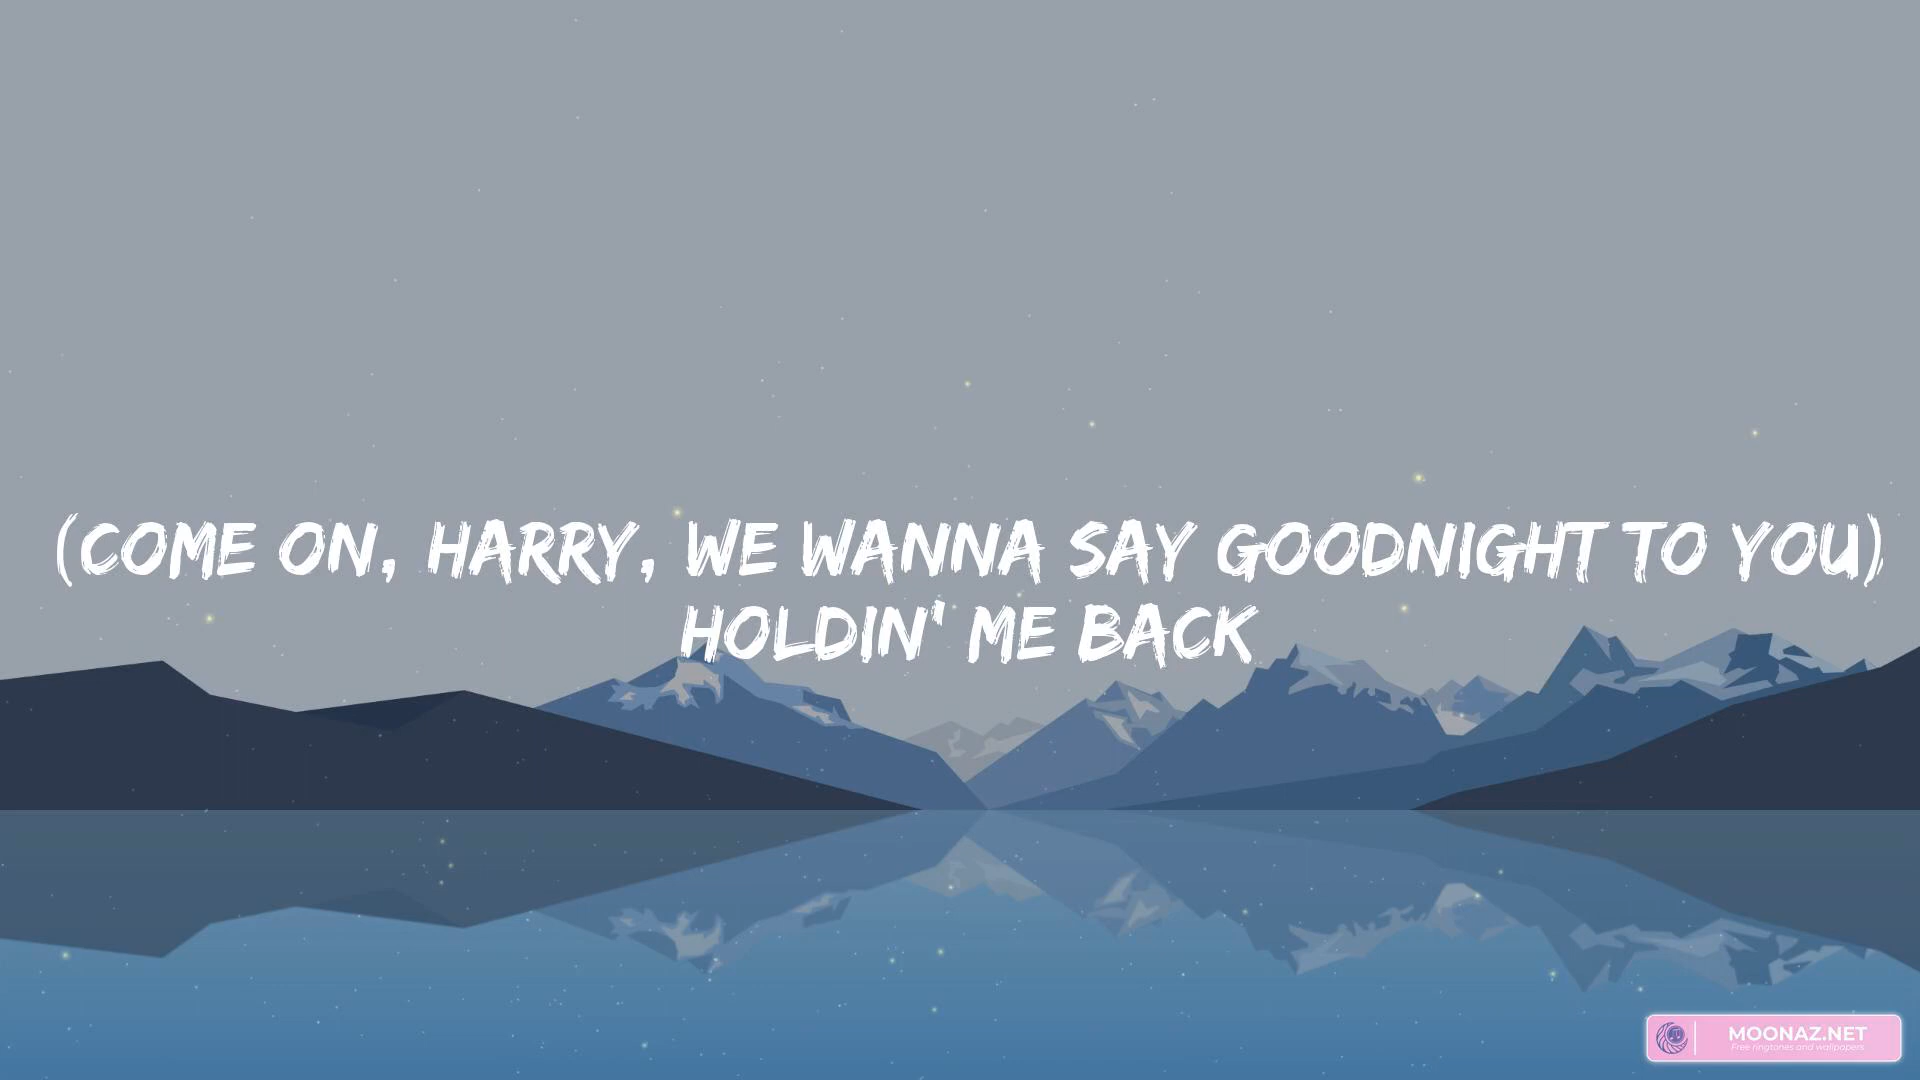 (COME ON, HARRY, WE WANNA SAY GOODNIGHT TO YOU)
HOLDIN' ME BACK
MOONAZ.NET
Free ringtones and wallpapers